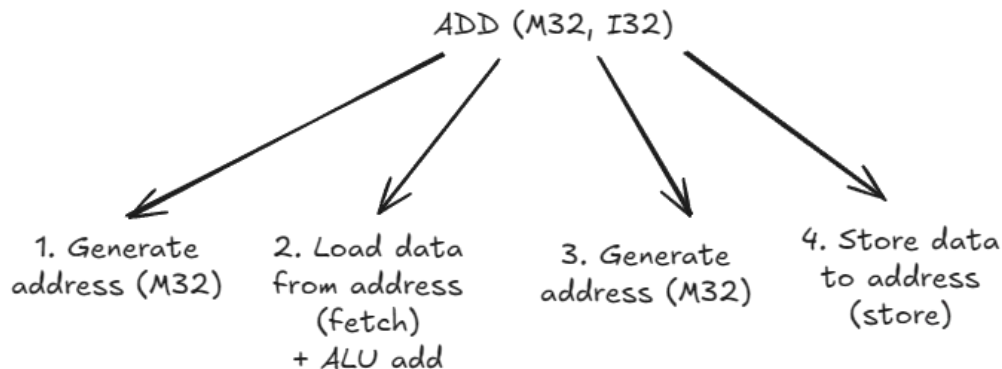 ADD (M32, I32)
1. Generate
address (M32)
2. Load data
from address
(fetch)
+ ALU add
3. Generate
address (M32)
4. Store data
to address
(store)